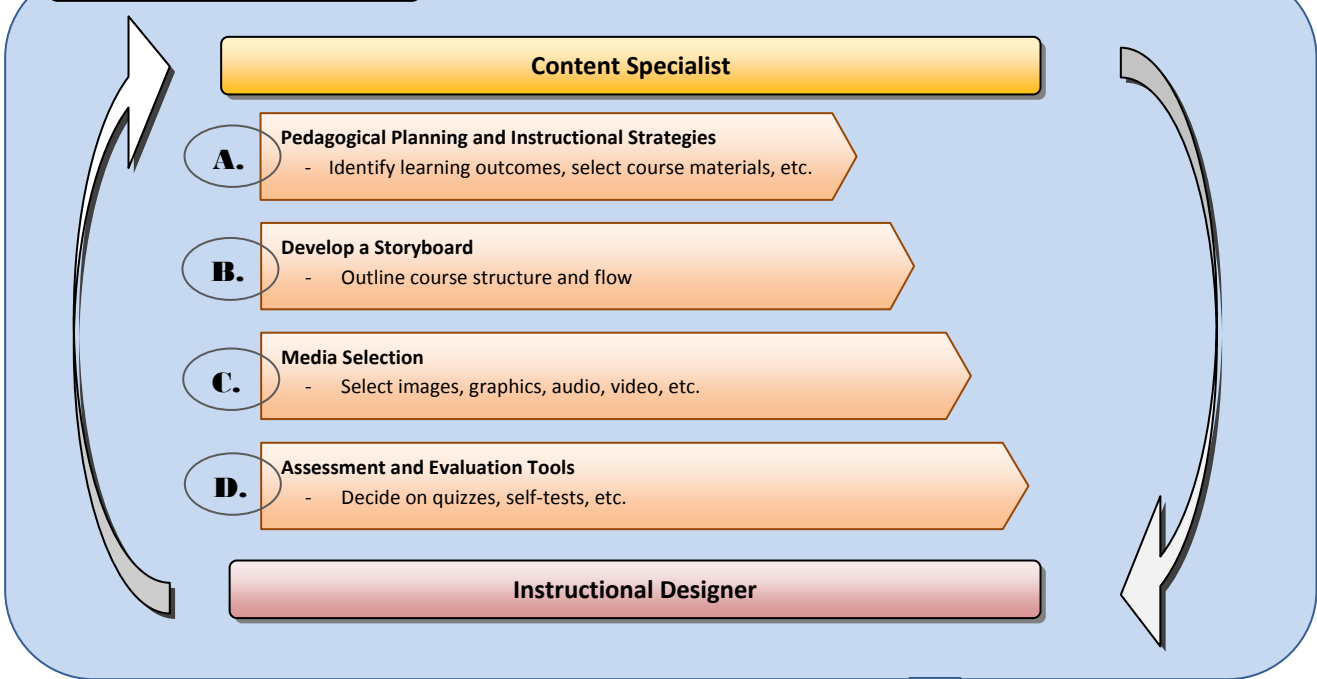 Content Specialist
A.
Pedagogical Planning and Instructional Strategies
- Identify learning outcomes, select course materials, etc.
B.
Develop a Storyboard
- Outline course structure and flow
C.
Media Selection
- Select images, graphics, audio, video, etc.
D.
Assessment and Evaluation Tools
- Decide on quizzes, self-tests, etc.
Instructional Designer